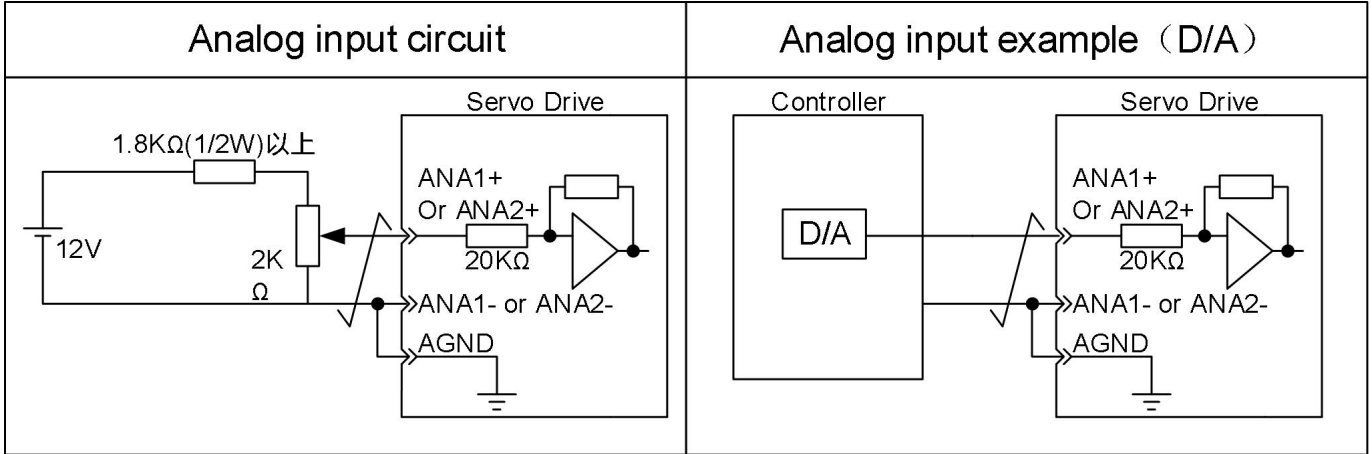 Analog input circuit
Analog input example（D/A）
Servo Drive
1.8KΩ(1/2W)以上
ANA1+
Or ANA2+
12V
2K
Ω
20KΩ
ANA1- or ANA2-
AGND
Controller
Servo Drive
D/A
ANA1+
Or ANA2+
20KΩ
ANA1- or ANA2-
AGND